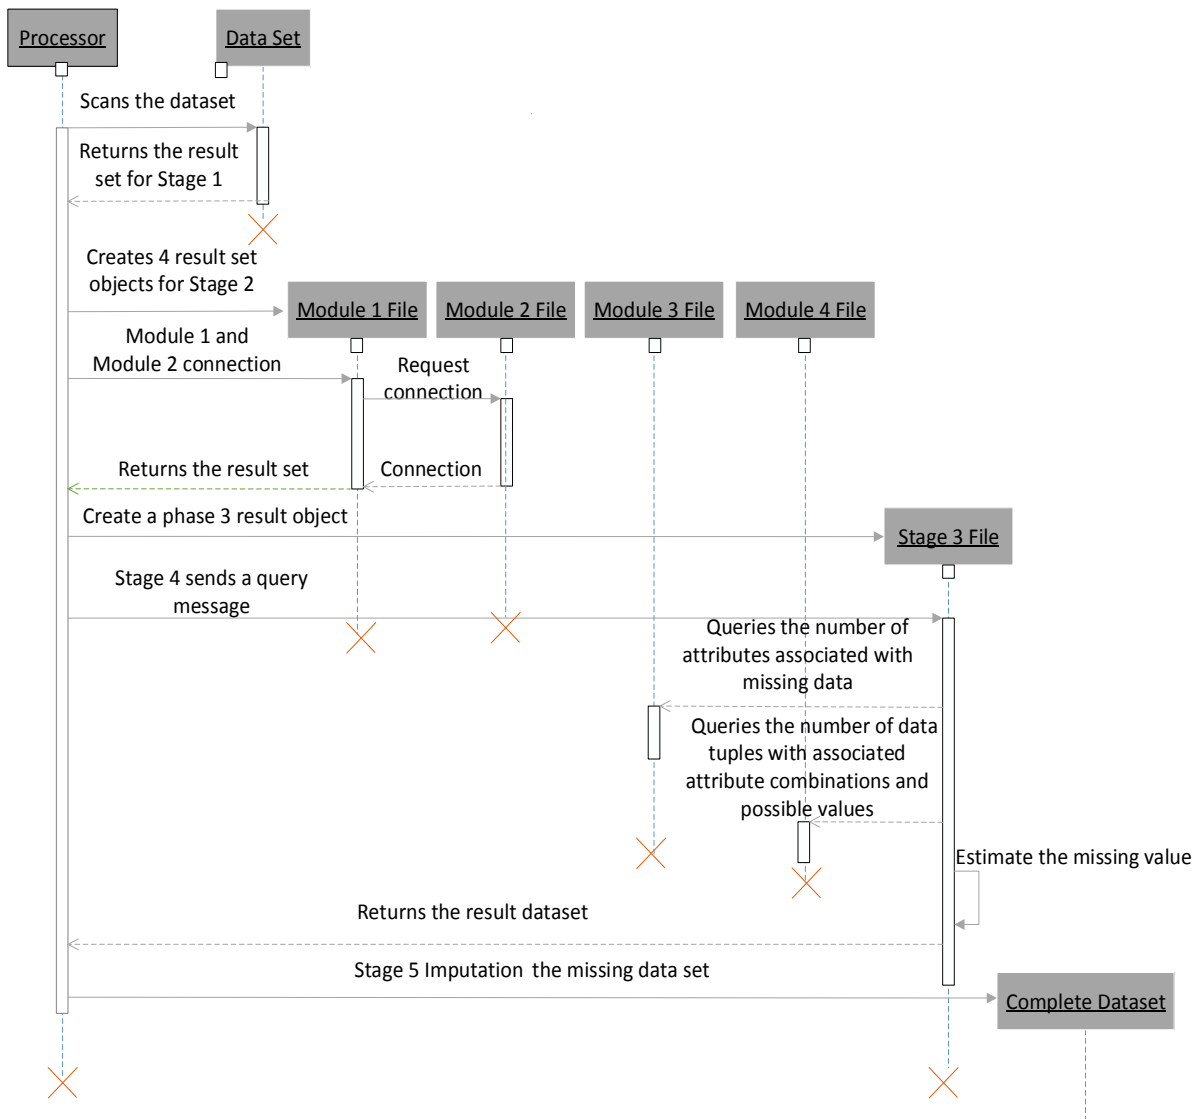 Processor
Data Set
Scans the dataset
Returns the result
set for Stage 1
Creates 4 result set
objects for Stage 2
Module 1 File
Module 2 File
Module 3 File
Module 4 File
Module 1 and
Module 2 connection
Request
connection
Returns the result set
Connection
Create a phase 3 result object
Stage 3 File
Stage 4 sends a query
message
Queries the number of
attributes associated with
missing data
Queries the number of data
tuples with associated
attribute combinations and
possible values
Estimate the missing value
Returns the result dataset
Stage 5 Imputation the missing data set
Complete Dataset